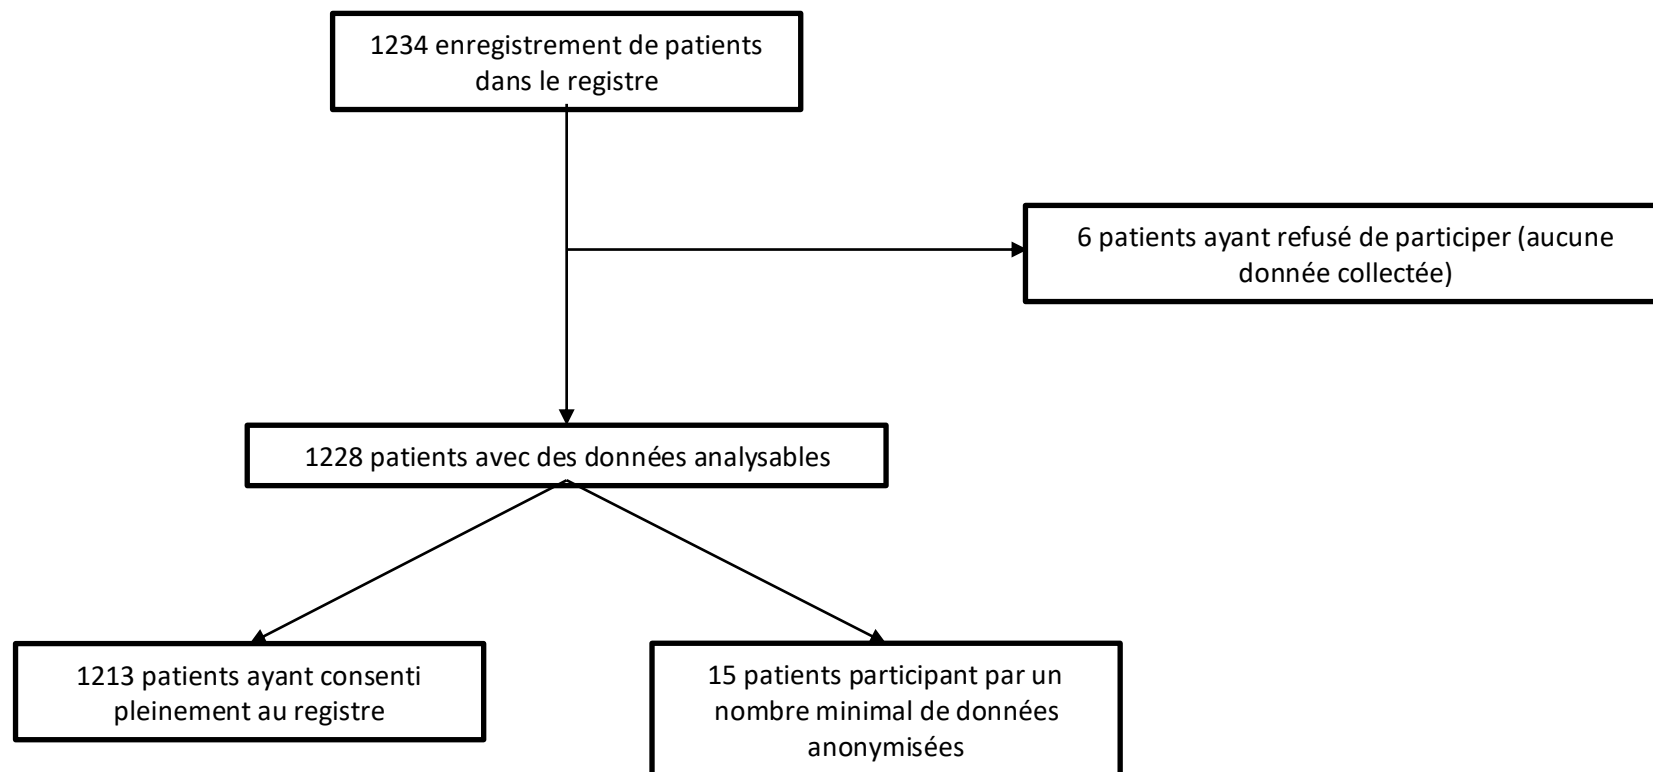 1234 enregistrement de patients
dans le registre
6 patients ayant refusé de participer (aucune
donnée collectée)
1228 patients avec des données analysables
1213 patients ayant consenti
pleinement au registre
15 patients participant par un
nombre minimal de données
anonymisées